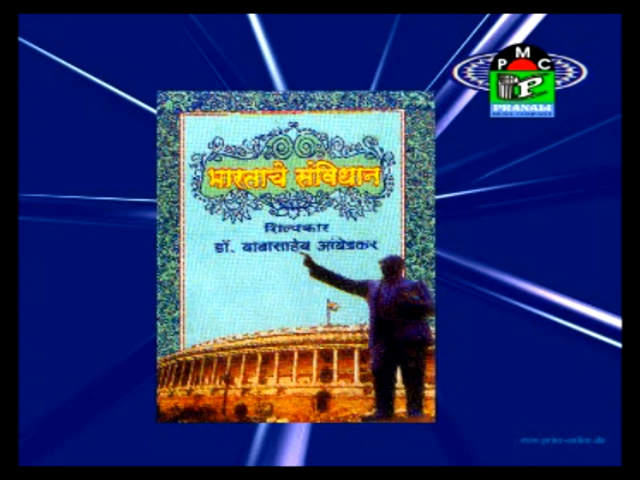 PMC
P
PRANALI
भारताचे संविधान
शिल्पकार
डॉ. बाबासाहेब आंबेडकर